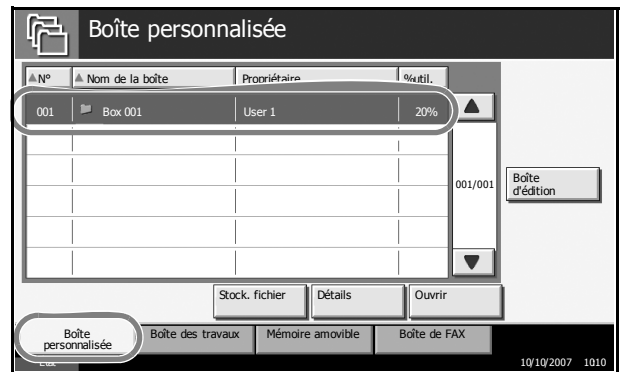 Boîte personnalisée
N° Nom de la boîte Propriétaire %util.
001 Box 001 User 1 20%
001/001
Boîte
d'édition
Stock. fichier Détails Ouvrir
Boîte
personnalisée
Boîte des travaux Mémoire amovible Boîte de FAX
10/10/2007 1010